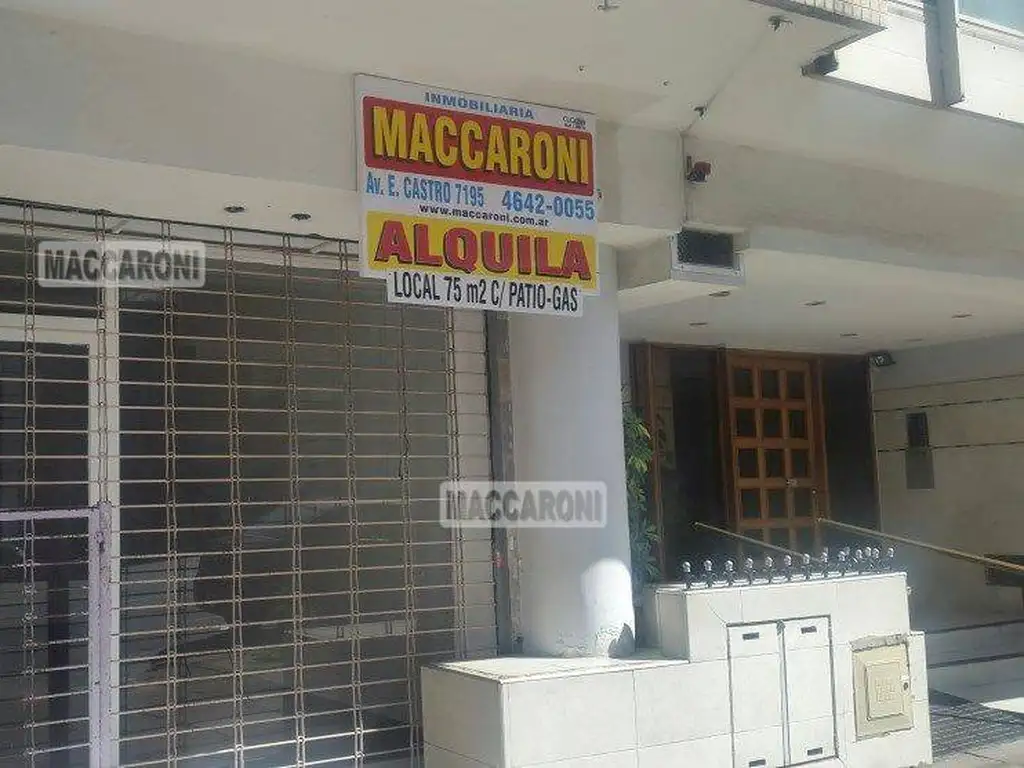 INMOBILIARIA
MACCARONI
Av. E. CASTRO 7195 4642-0055
www.maccaroni.com.ar
ALQUILA
LOCAL 75 m2 C/ PATIO-GAS
MACCARONI
MACCARONI